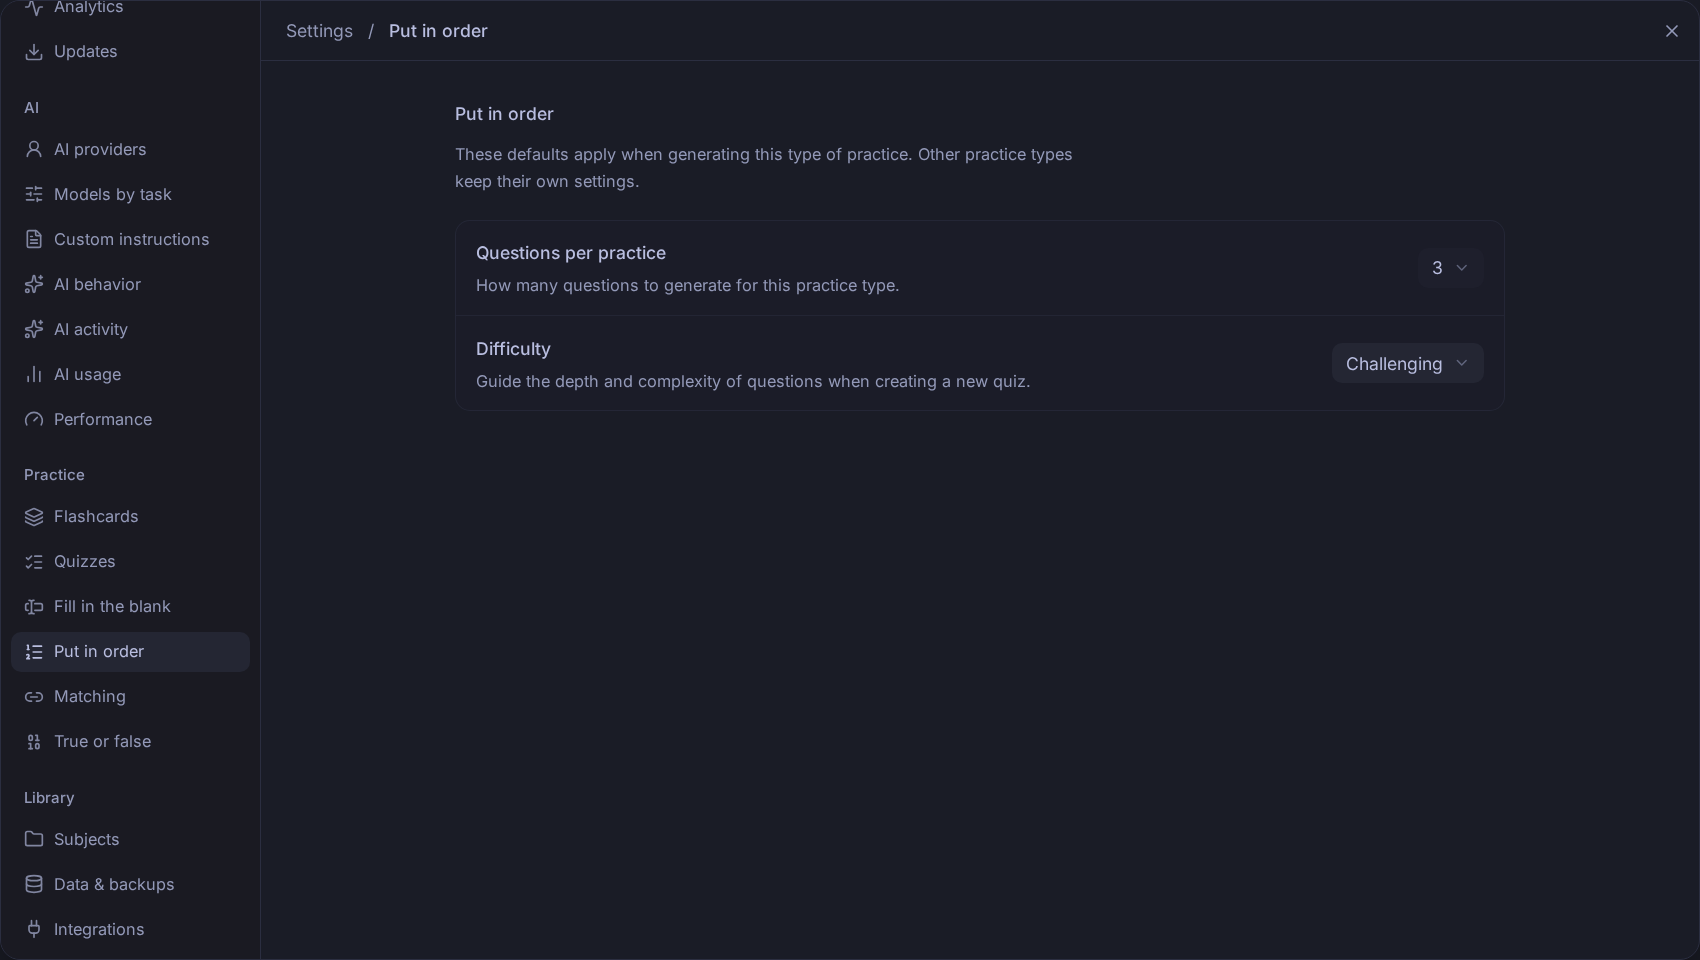 Analytics
Updates
AI
AI providers
Models by task
Custom instructions
AI behavior
AI activity
AI usage
Performance
Practice
Flashcards
Quizzes
Fill in the blank
Put in order
Matching
True or false
Library
Subjects
Data & backups
Integrations
Settings / Put in order
Put in order
These defaults apply when generating this type of practice. Other practice types
keep their own settings.
Questions per practice
How many questions to generate for this practice type.
3
Difficulty
Guide the depth and complexity of questions when creating a new quiz.
Challenging